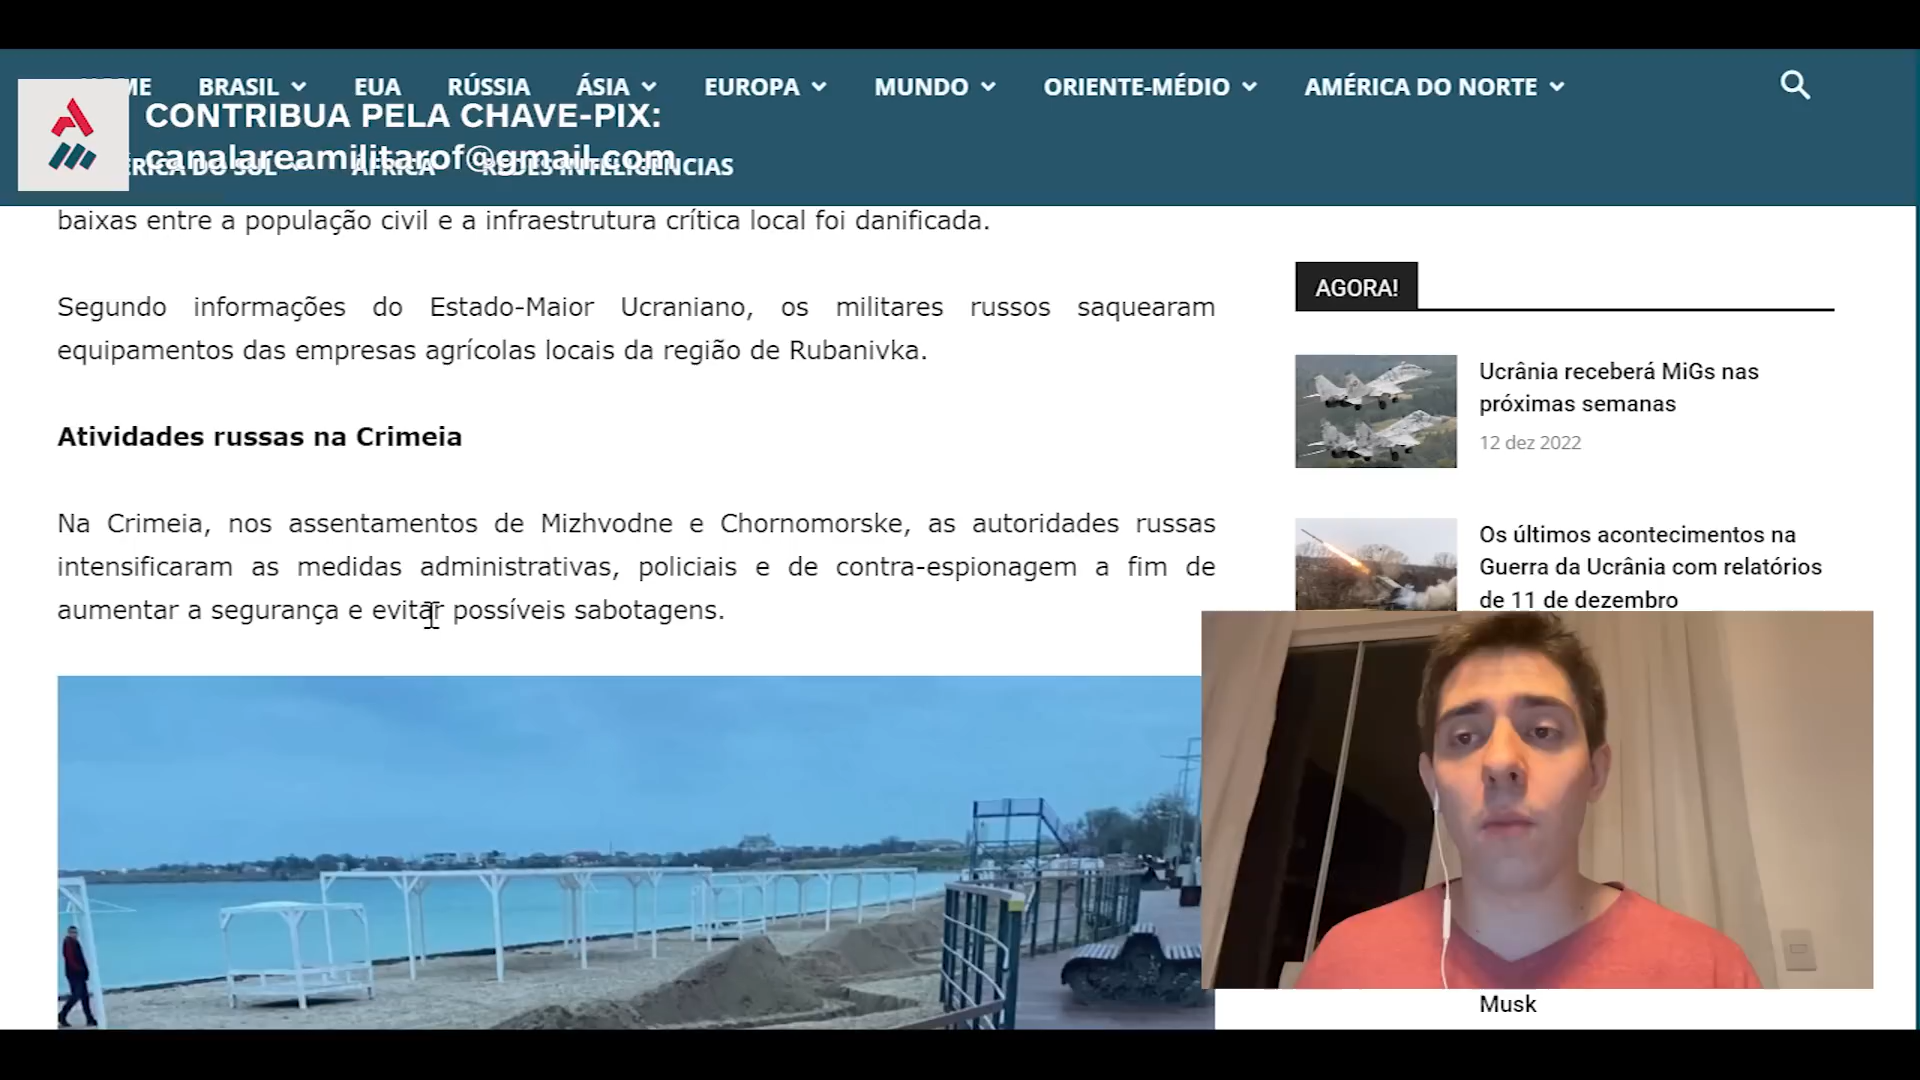 BRASIL
EUA
RÚSSIA
ÁSIA
EUROPA
MUNDO
ORIENTE-MÉDIO
AMÉRICA DO NORTE
CONTRIBUA PELA CHAVE-PIX:
canalareamilitarof@gmail.com
DO SUL
ÁFRICA
REDES INTELIGÊNCIAS
baixas entre a população civil e a infraestrutura crítica local foi danificada.
Segundo informações do Estado-Maior Ucraniano, os militares russos saquearam
equipamentos das empresas agrícolas locais da região de Rubanivka.
Atividades russas na Crimeia
Na Crimeia, nos assentamentos de Mizhvodne e Chornomorske, as autoridades russas
intensificaram as medidas administrativas, policiais e de contra-espionagem a fim de
aumentar a segurança e evitar possíveis sabotagens.
AGORA!
Ucrânia receberá MiGs nas
próximas semanas
12 dez 2022
Os últimos acontecimentos na
Guerra da Ucrânia com relatórios
de 11 de dezembro
Musk